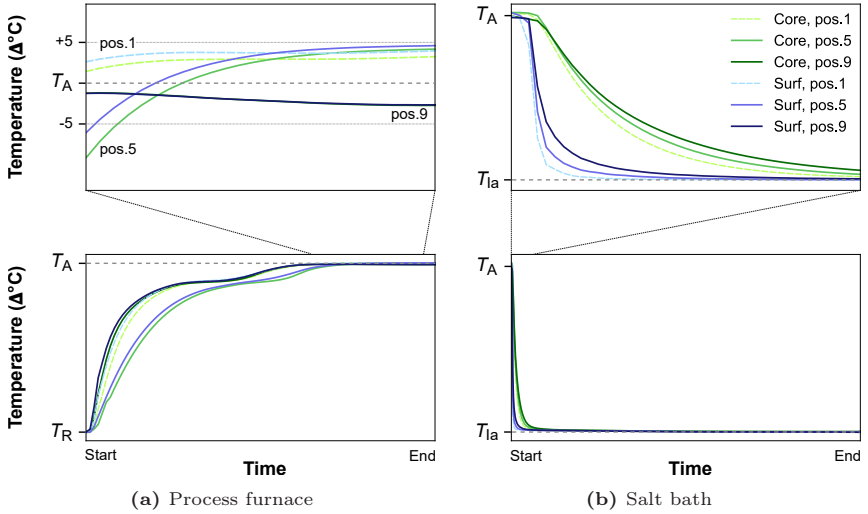 Temperature (Δ°C)
+5
T_A
-5
pos.1
pos.5
pos.9
T_A
T_Ia
Core, pos.1
Core, pos.5
Core, pos.9
Surf, pos.1
Surf, pos.5
Surf, pos.9
Temperature (Δ°C)
T_A
T_R
Start
Time
End
T_A
T_Ia
Start
Time
End
(a) Process furnace
(b) Salt bath